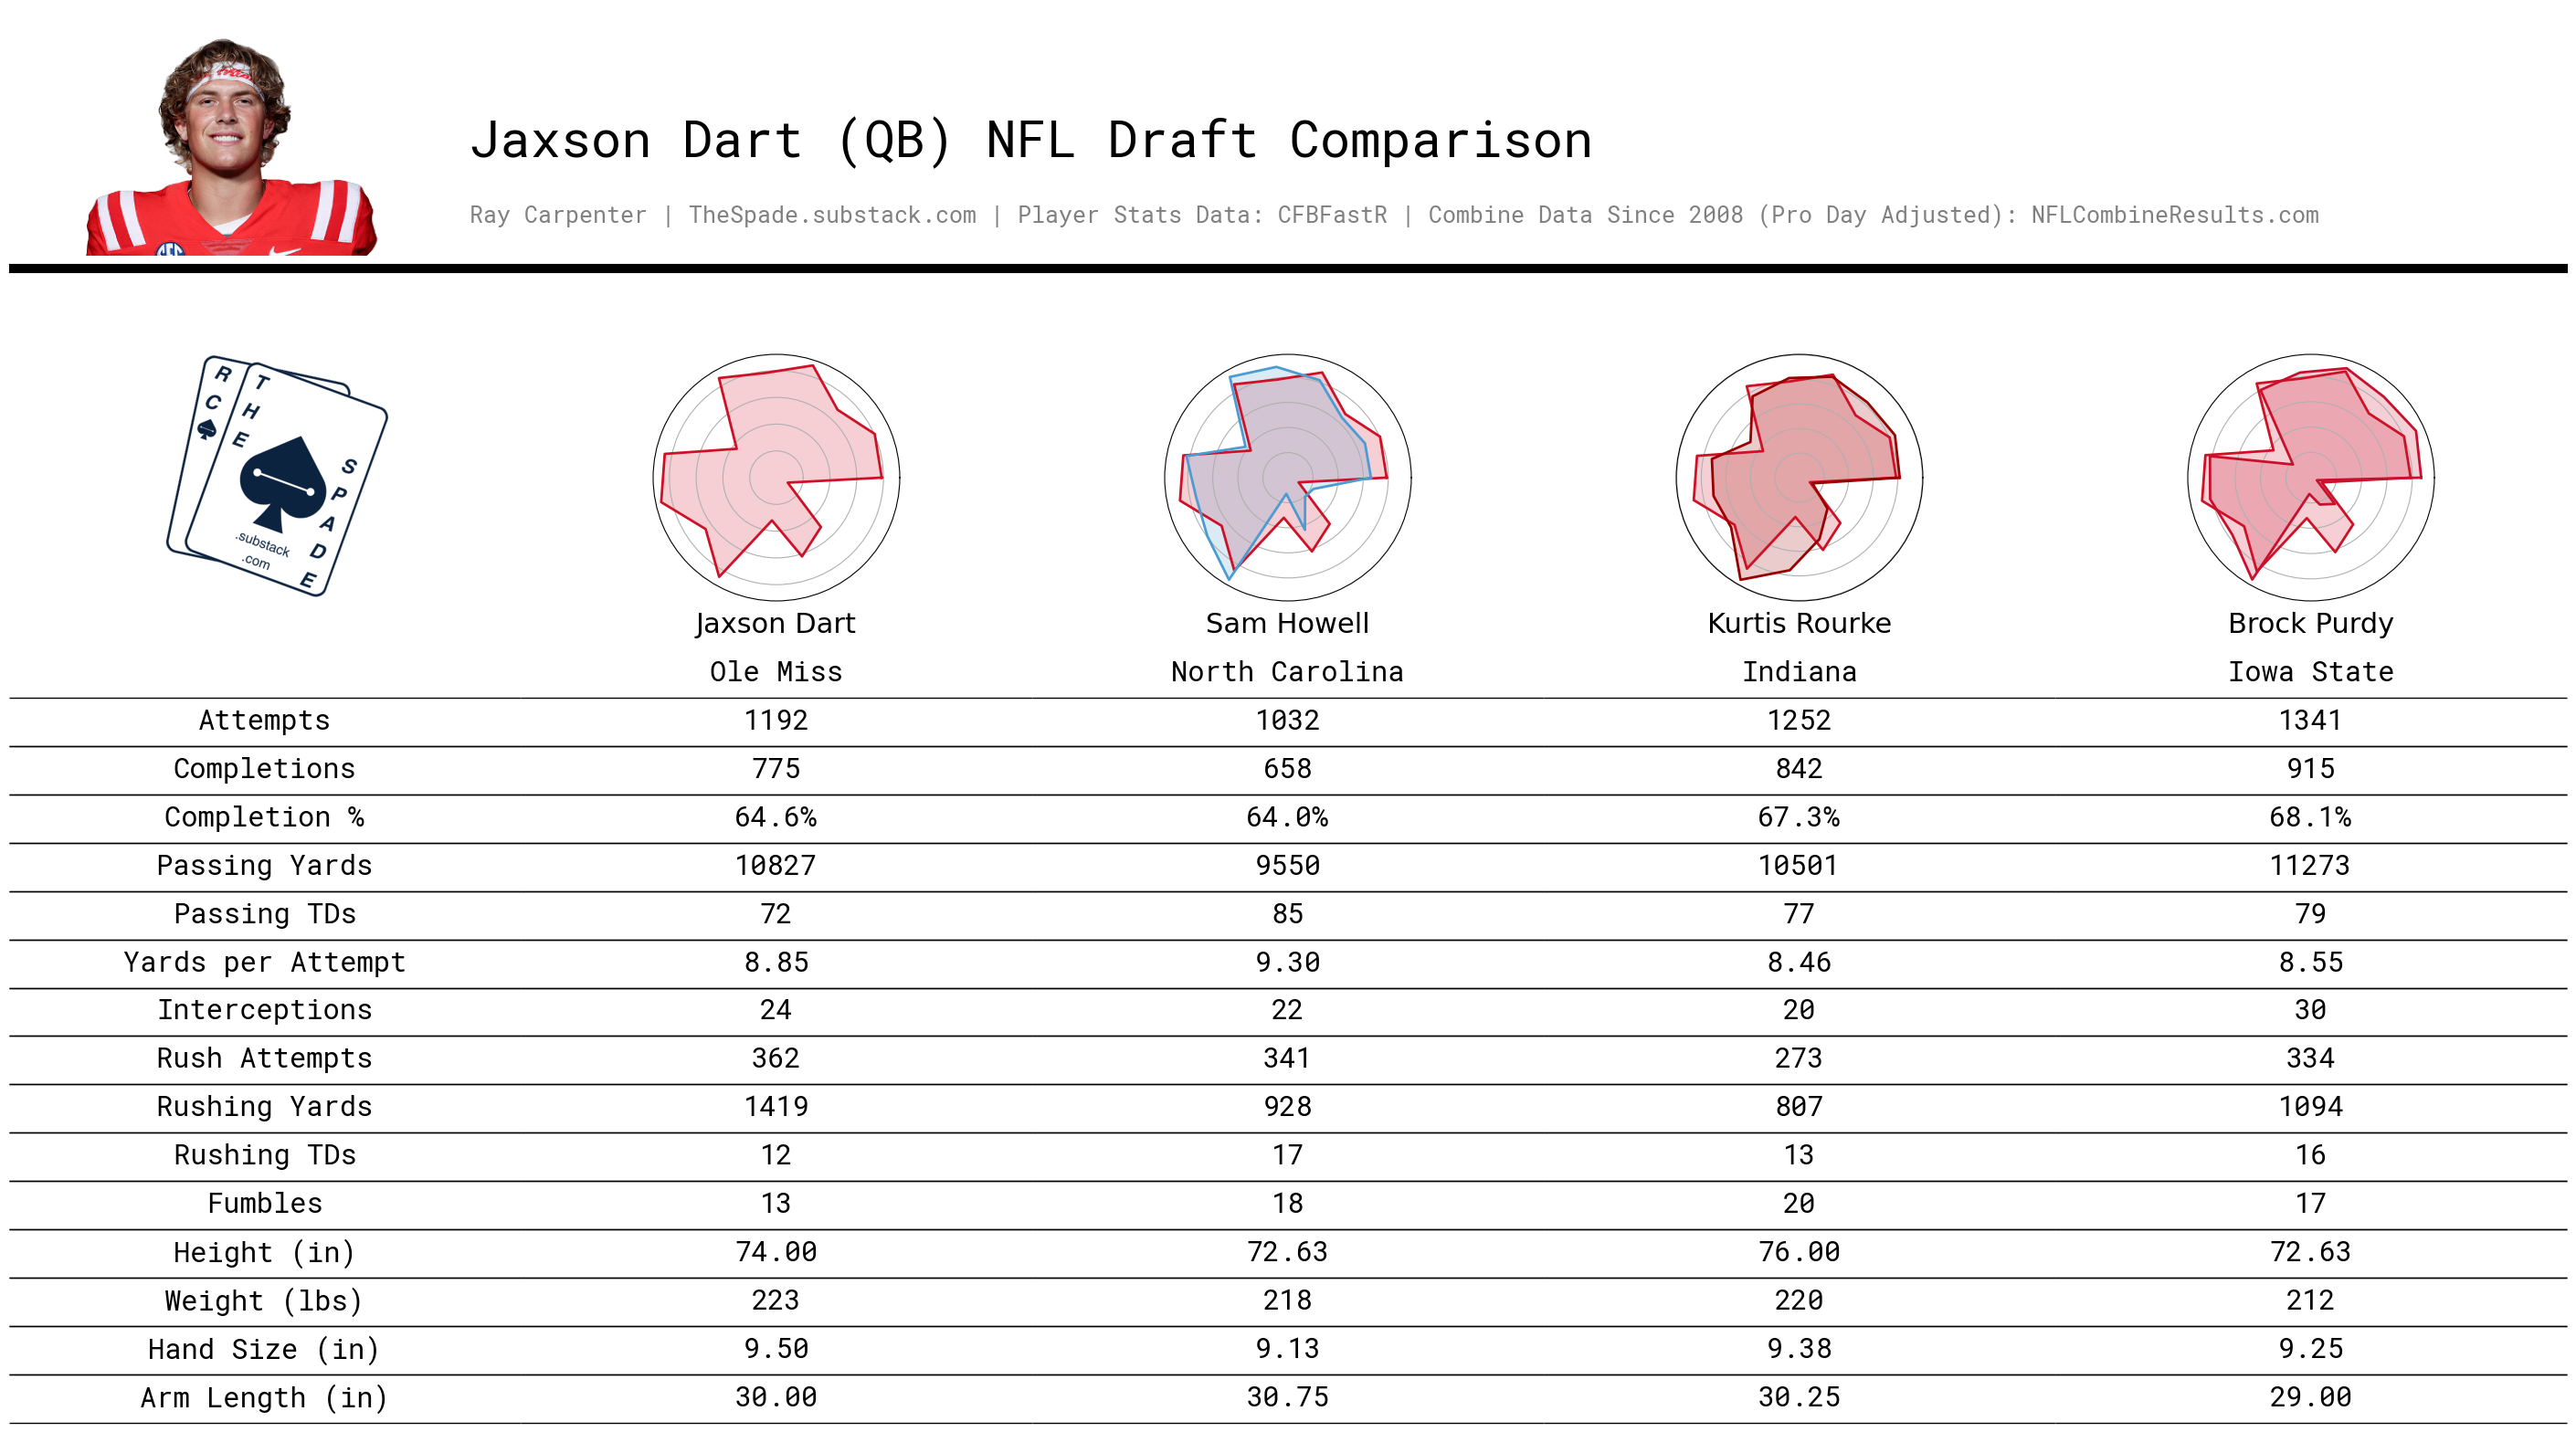 Jaxson Dart (QB) NFL Draft Comparison
Ray Carpenter | TheSpade.substack.com | Player Stats Data: CFBFastR | Combine Data Since 2008 (Pro Day Adjusted): NFLCombineResults.com
RC
THE
SPADE
.substack
.com
Jaxson Dart Sam Howell Kurtis Rourke Brock Purdy
Ole Miss North Carolina Indiana Iowa State
Attempts 1192 1032 1252 1341
Completions 775 658 842 915
Completion % 64.6% 64.0% 67.3% 68.1%
Passing Yards 10827 9550 10501 11273
Passing TDs 72 85 77 79
Yards per Attempt 8.85 9.30 8.46 8.55
Interceptions 24 22 20 30
Rush Attempts 362 341 273 334
Rushing Yards 1419 928 807 1094
Rushing TDs 12 17 13 16
Fumbles 13 18 20 17
Height (in) 74.00 72.63 76.00 72.63
Weight (lbs) 223 218 220 212
Hand Size (in) 9.50 9.13 9.38 9.25
Arm Length (in) 30.00 30.75 30.25 29.00